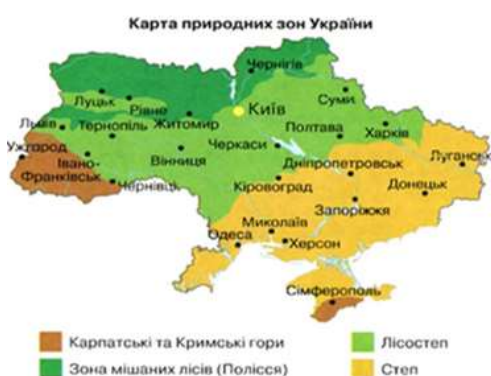 Карта природних зон України
Чернігів
Луцьк
Рівне
Київ
Суми
Львів
Тернопіль
Житомир
Полтава
Харків
Ужгород
Івано-
Франківськ
Вінниця
Черкаси
Дніпропетровськ
Луганськ
Чернівці
Кіровоград
Донецьк
Запоріжжя
Миколаїв
Одеса
Херсон
Сімферополь
Карпатські та Кримські гори
Лісостеп
Зона мішаних лісів (Полісся)
Степ